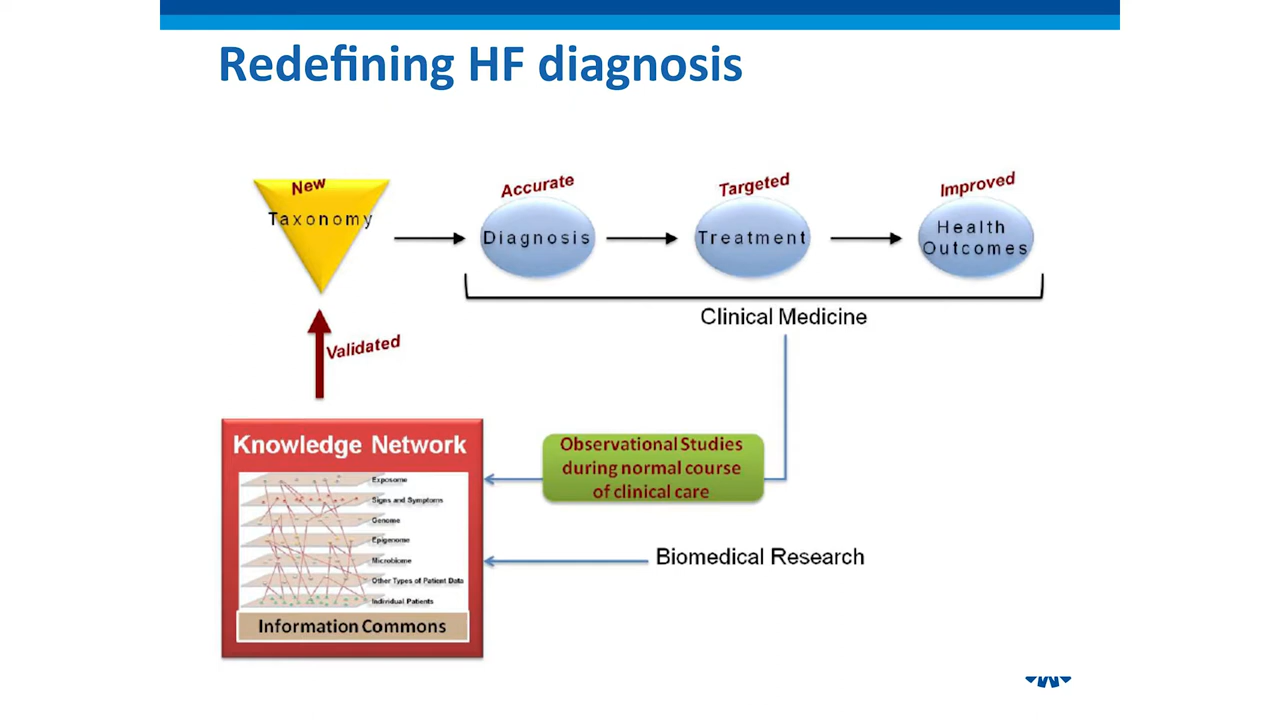 Redefining HF diagnosis
New
Taxonomy
Accurate
Diagnosis
Targeted
Treatment
Improved
Health
Outcomes
Clinical Medicine
Validated
Knowledge Network
Exposome
Signs and Symptoms
Genome
Epigenome
Microbiome
Other Types of Patient Data
Individual Patients
Information Commons
Observational Studies
during normal course
of clinical care
Biomedical Research